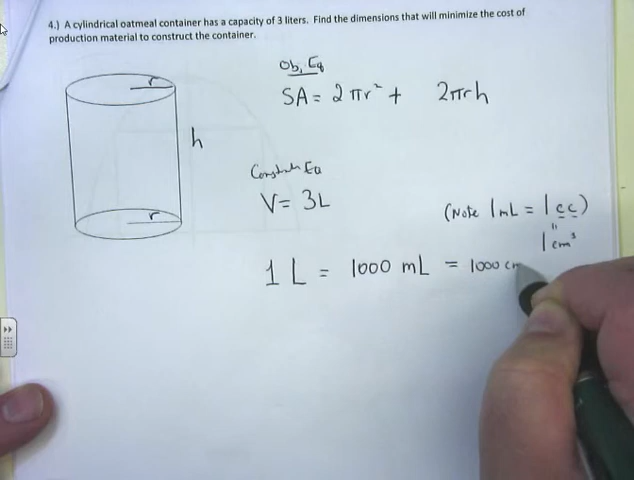 4.) A cylindrical oatmeal container has a capacity of 3 liters. Find the dimensions that will minimize the cost of
production material to construct the container.
Ob. Eq
r
SA = 2πr² + 2πrh
h
Eq
V = 3L
r
(Note 1mL = 1cc)
"
1cm³
1 L = 1000 mL = 1000 cm